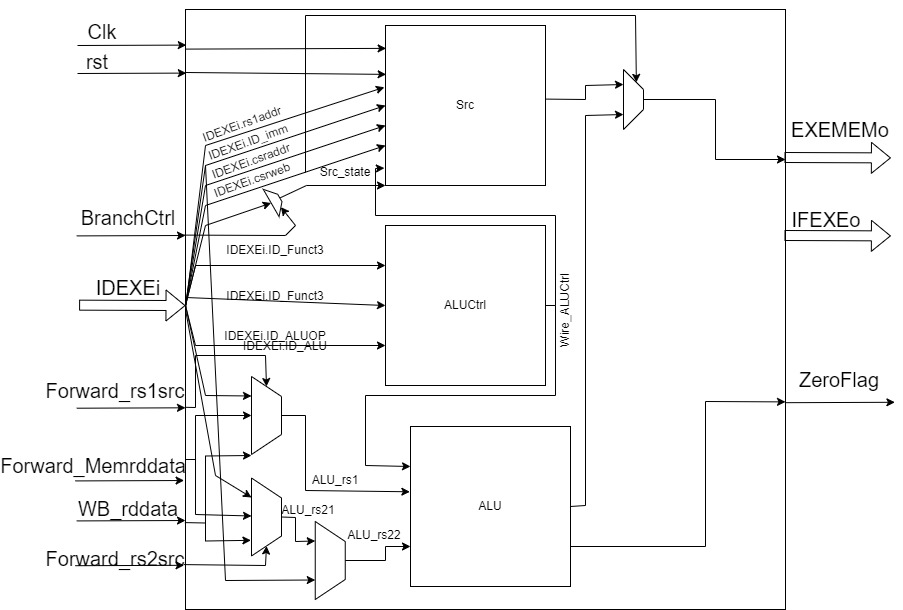 Clk
rst
Src
IDEXEi.rs1addr
IDEXEi.ID_imm
IDEXEi.csraddr
IDEXEi.csrweb
Src_state
EXEMEMo
BranchCtrl
IFEXEo
IDEXEi.ID_Funct3
IDEXEi
IDEXEi.ID_Funct3
ALUCtrl
Wire_ALUCtrl
IDEXEi.ID_ALUOP
IDEXEi.ID_ALU
Forward_rs1src
ZeroFlag
Forward_Memrddata
ALU_rs1
WB_rddata
ALU_rs21
ALU
ALU_rs22
Forward_rs2src